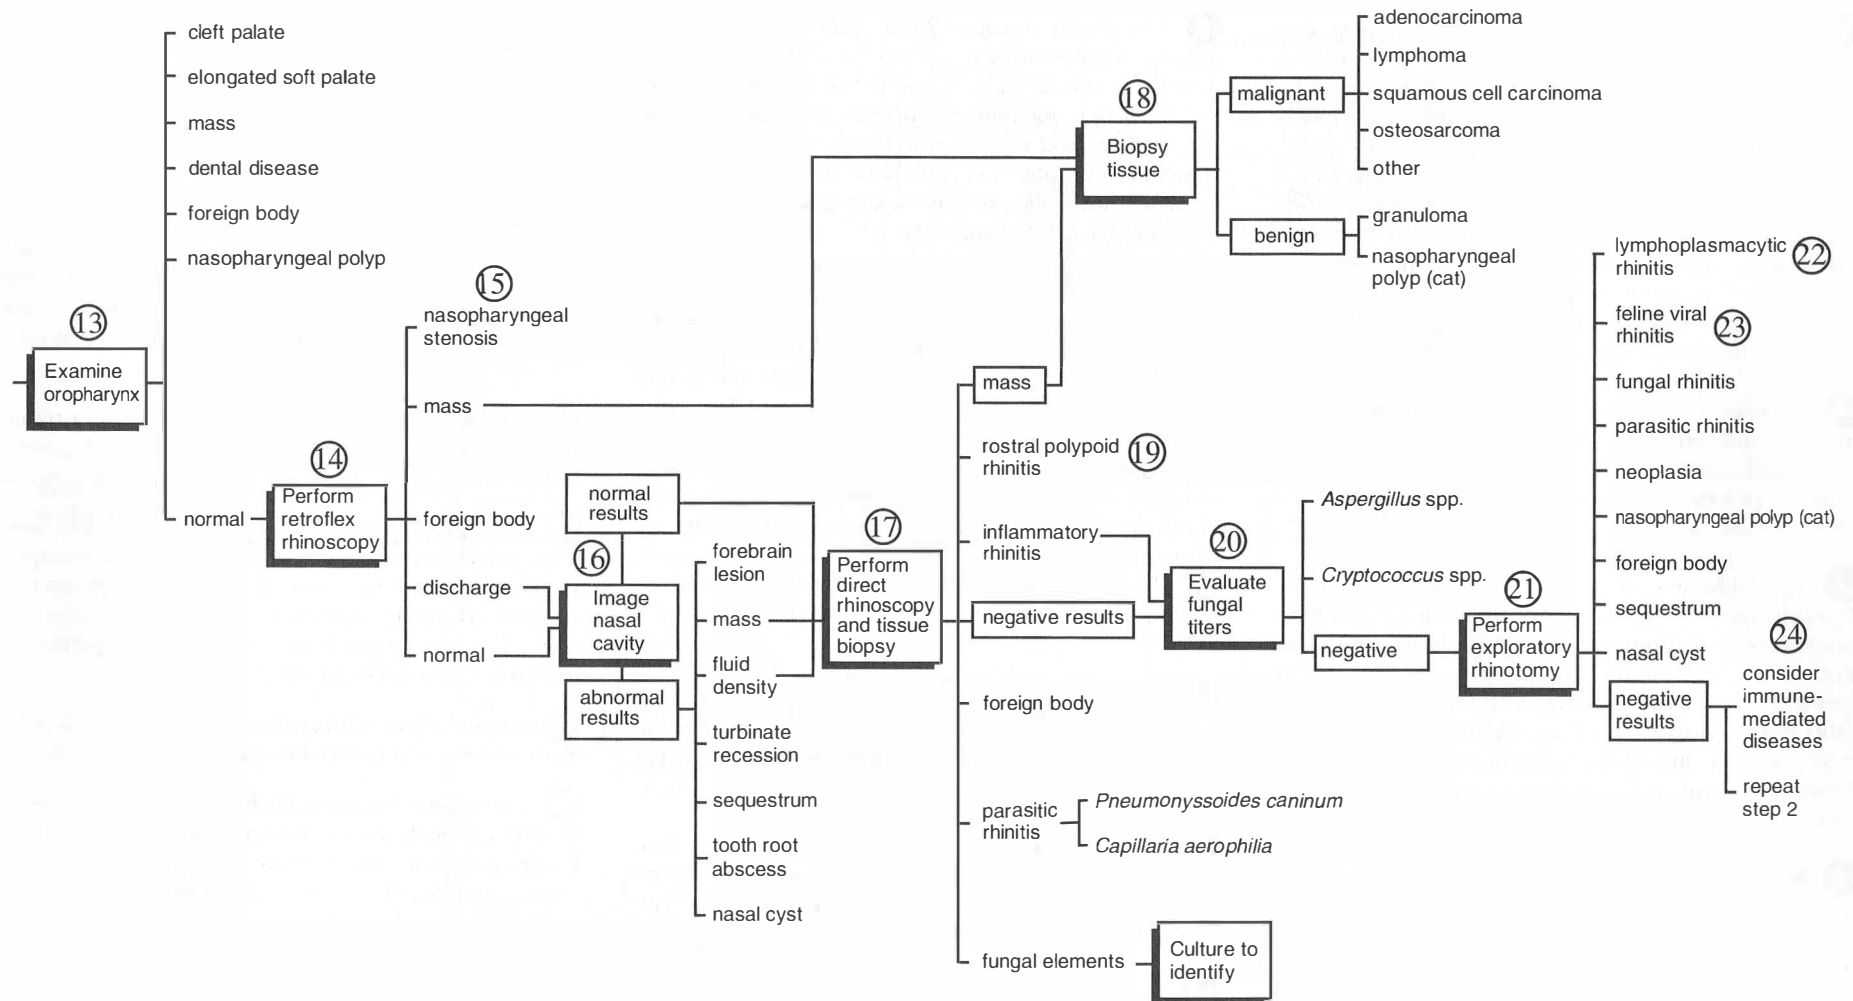 cleft palate
elongated soft palate
mass
dental disease
foreign body
nasopharyngeal polyp
13
Examine
oropharynx
normal
14
Perform
retroflex
rhinoscopy
15
nasopharyngeal
stenosis
mass
foreign body
discharge
normal
normal
results
16
Image
nasal
cavity
abnormal
results
forebrain
lesion
mass
fluid
density
turbinate
recession
sequestrum
tooth root
abscess
nasal cyst
17
Perform
direct
rhinoscopy
and tissue
biopsy
18
Biopsy
tissue
malignant
adenocarcinoma
lymphoma
squamous cell carcinoma
osteosarcoma
other
benign
granuloma
nasopharyngeal
polyp (cat)
mass
rostral polypoid
rhinitis
19
inflammatory
rhinitis
negative results
foreign body
parasitic
rhinitis
Pneumonyssoides caninum
Capillaria aerophilia
fungal elements
Culture to
identify
20
Evaluate
fungal
titers
Aspergillus spp.
Cryptococcus spp.
negative
21
Perform
exploratory
rhinotomy
lymphoplasmacytic
rhinitis
22
feline viral
rhinitis
23
fungal rhinitis
parasitic rhinitis
neoplasia
nasopharyngeal polyp (cat)
foreign body
sequestrum
nasal cyst
negative
results
24
consider
immune-
mediated
diseases
repeat
step 2